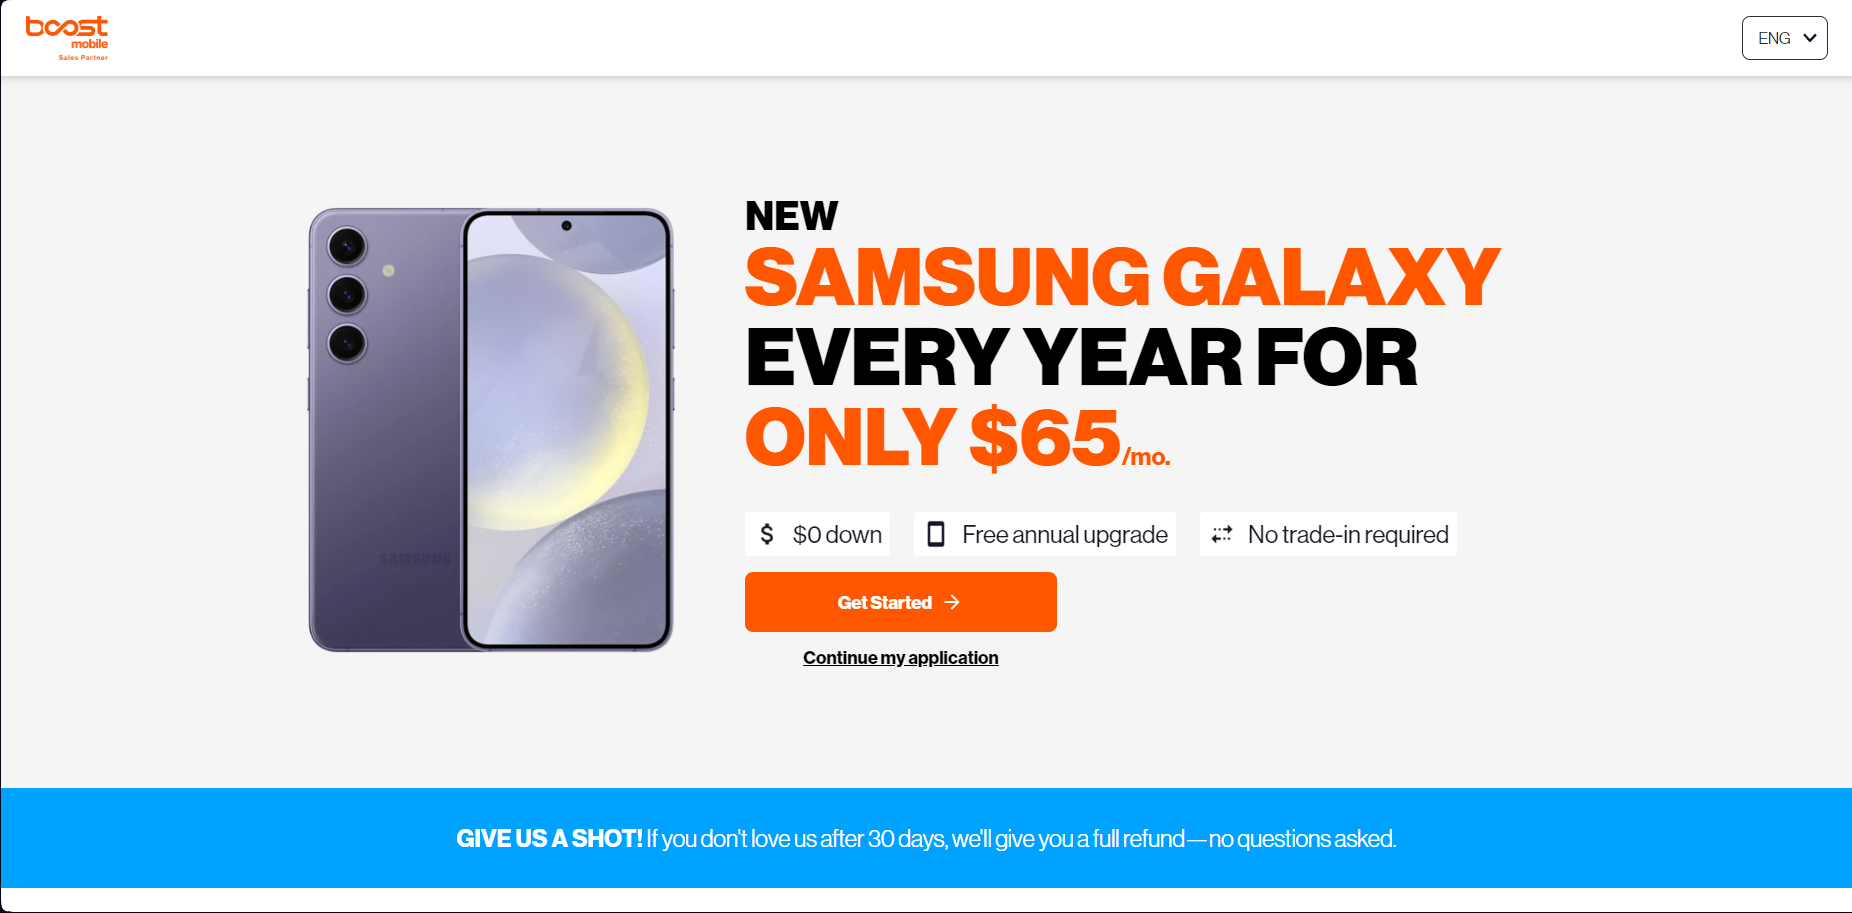 boost
mobile
Sales Partner
ENG
NEW
SAMSUNG GALAXY
EVERY YEAR FOR
ONLY $65/mo.
$0 down
Free annual upgrade
No trade-in required
SAMSUNG
Get Started
Continue my application
GIVE US A SHOT! If you don't love us after 30 days, we'll give you a full refund—no questions asked.